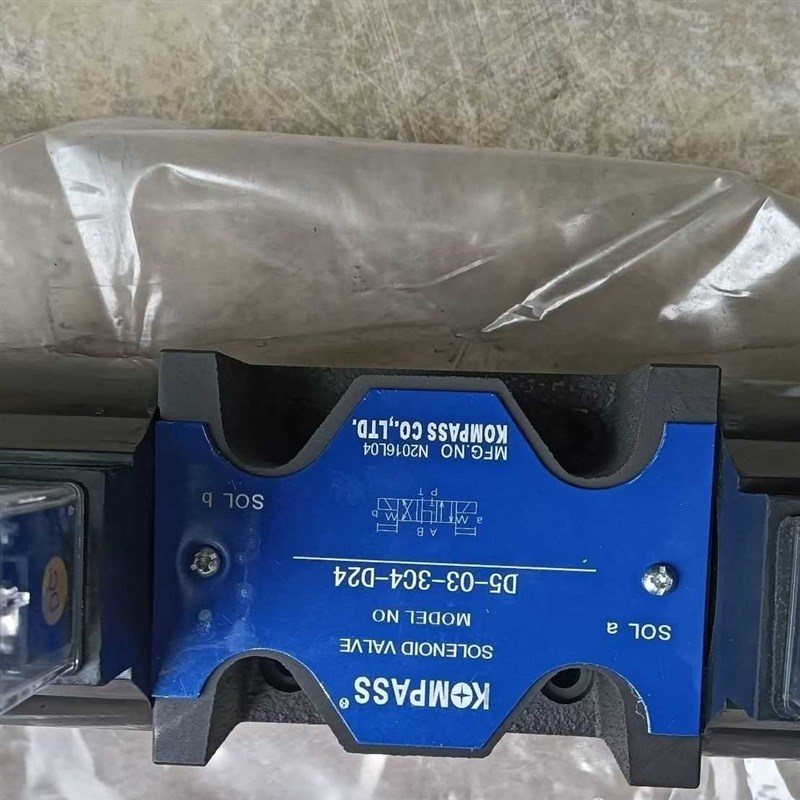 KOMPASS®
SOLENOID VALVE
MODEL NO
D5-03-3C4-D24
SOL a
SOL b
A B
a
b
P T
MFG.NO N2016L04
KOMPASS CO.,LTD.